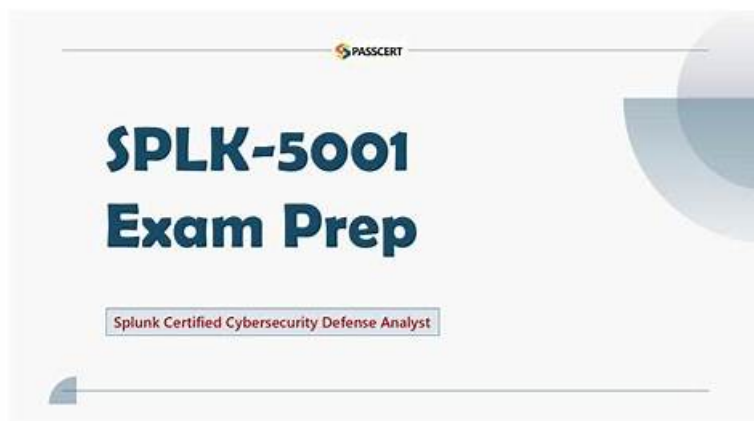 PASSCERT
SPLK-5001
Exam Prep
Splunk Certified Cybersecurity Defense Analyst